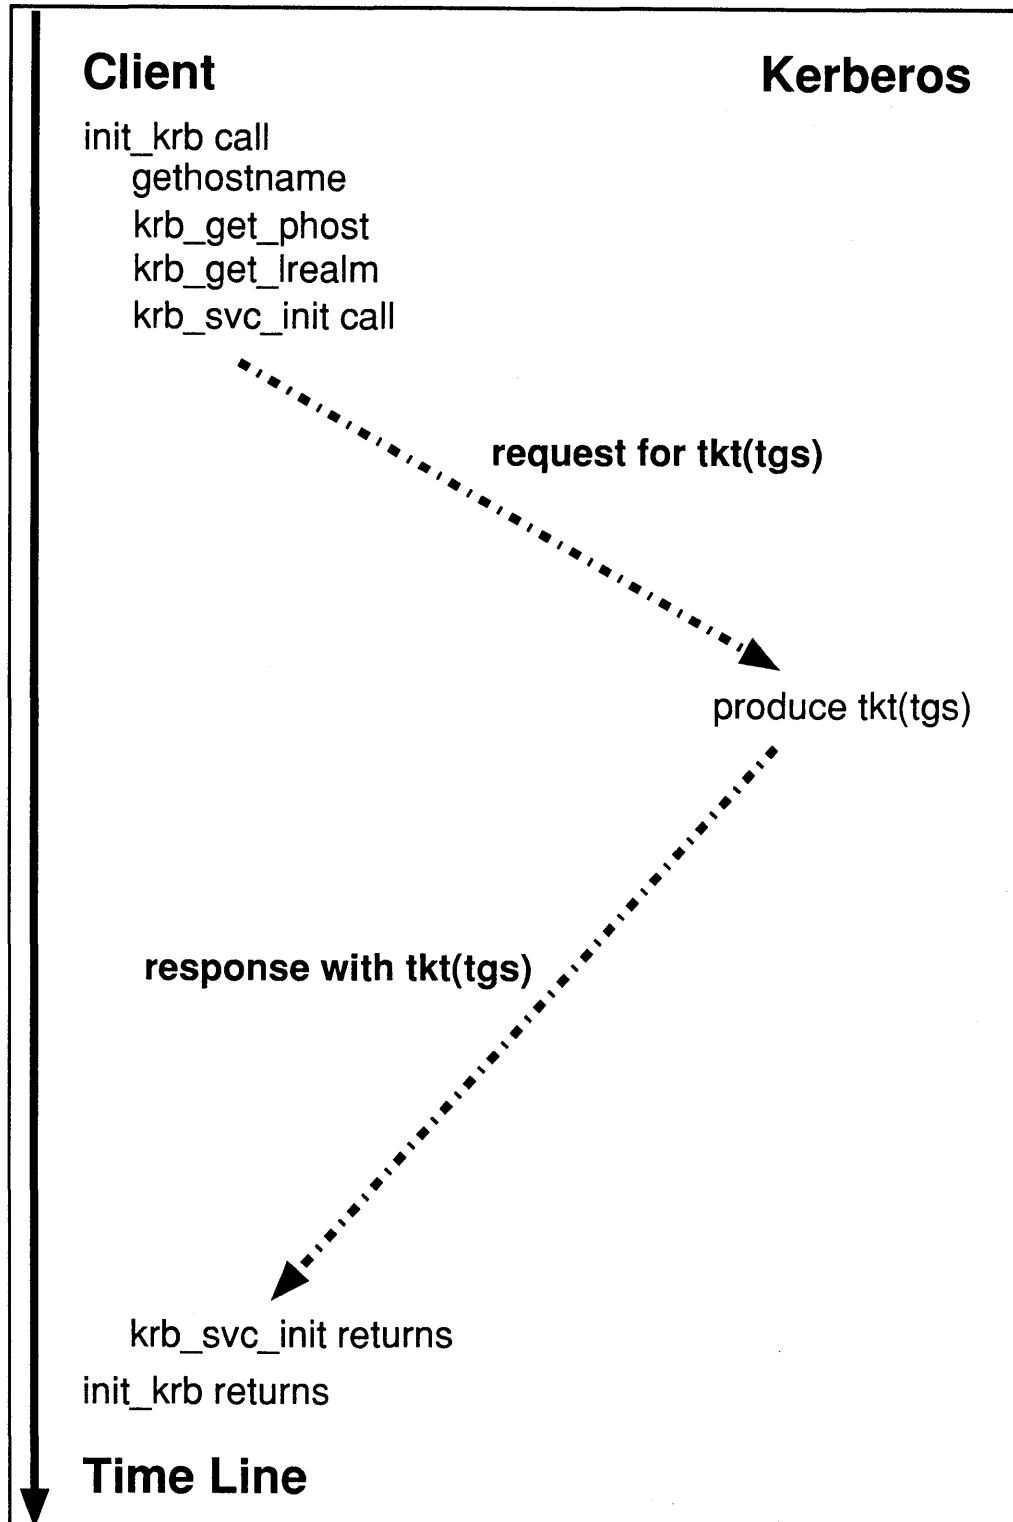 Client
Kerberos
init_krb call
gethostname
krb_get_phost
krb_get_lrealm
krb_svc_init call
request for tkt(tgs)
produce tkt(tgs)
response with tkt(tgs)
krb_svc_init returns
init_krb returns
Time Line